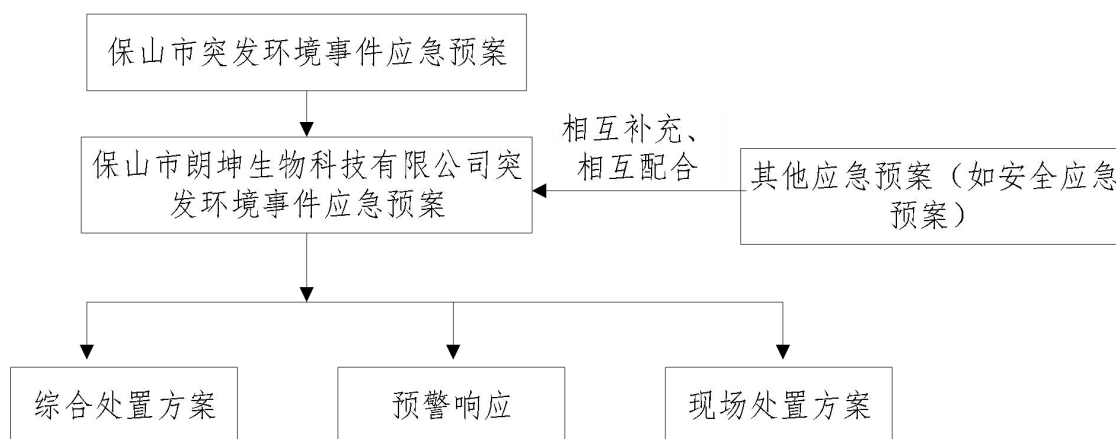 保山市突发环境事件应急预案
相互补充、
相互配合
保山市朗坤生物科技有限公司突
发环境事件应急预案
其他应急预案（如安全应急
预案）
综合处置方案
预警响应
现场处置方案